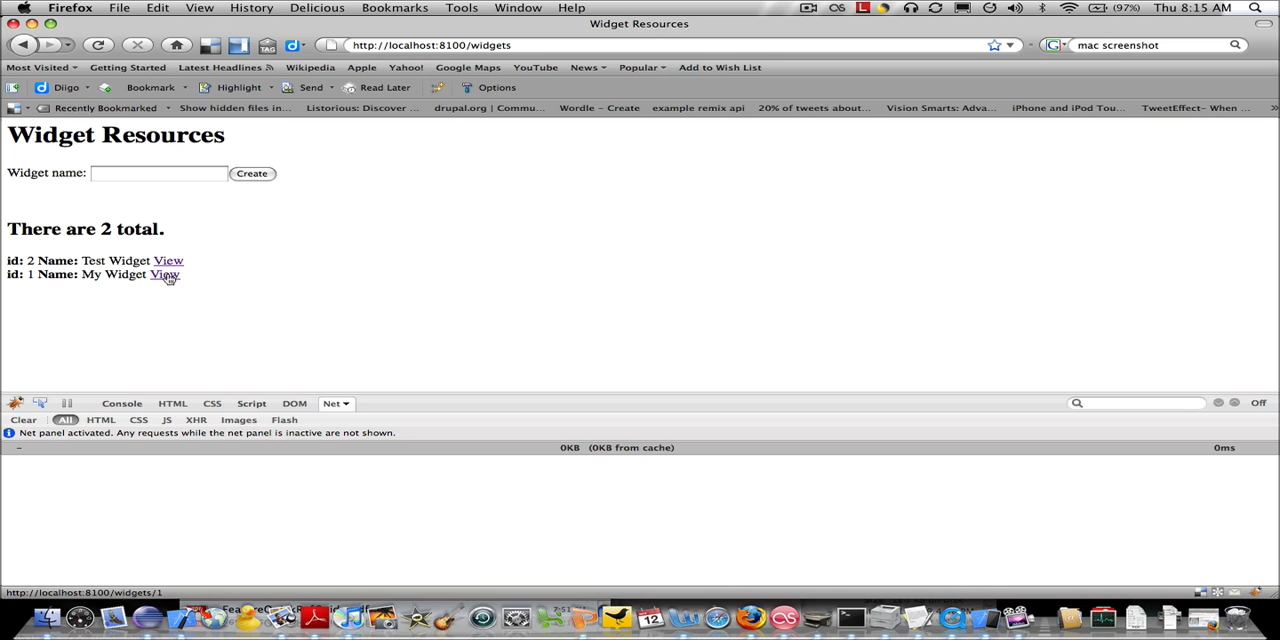 Firefox File Edit View History Delicious Bookmarks Tools Window Help (97%) Thu 8:15 AM
Widget Resources
http://localhost:8100/widgets mac screenshot
Most Visited Getting Started Latest Headlines Wikipedia Apple Yahoo! Google Maps YouTube News Popular Add to Wish List
Diigo Bookmark Highlight Send Read Later Options
Recently Bookmarked Show hidden files in... Listorious: Discover ... drupal.org | Commu... Wordle – Create example remix api 20% of tweets about... Vision Smarts: Adva... iPhone and iPod Tou... TweetEffect– When ...
Widget Resources
Widget name: Create
There are 2 total.
id: 2 Name: Test Widget View
id: 1 Name: My Widget View
Console HTML CSS Script DOM Net Off
Clear All HTML CSS JS XHR Images Flash
Net panel activated. Any requests while the net panel is inactive are not shown.
0KB (0KB from cache) 0ms
http://localhost:8100/widgets/1